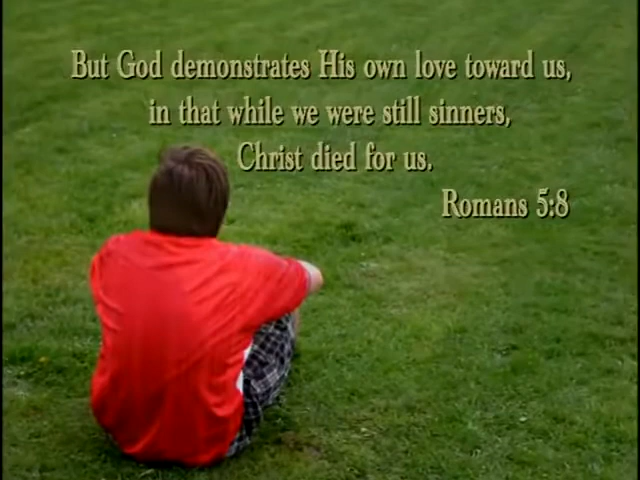 But God demonstrates His own love toward us,
in that while we were still sinners,
Christ died for us.
Romans 5:8